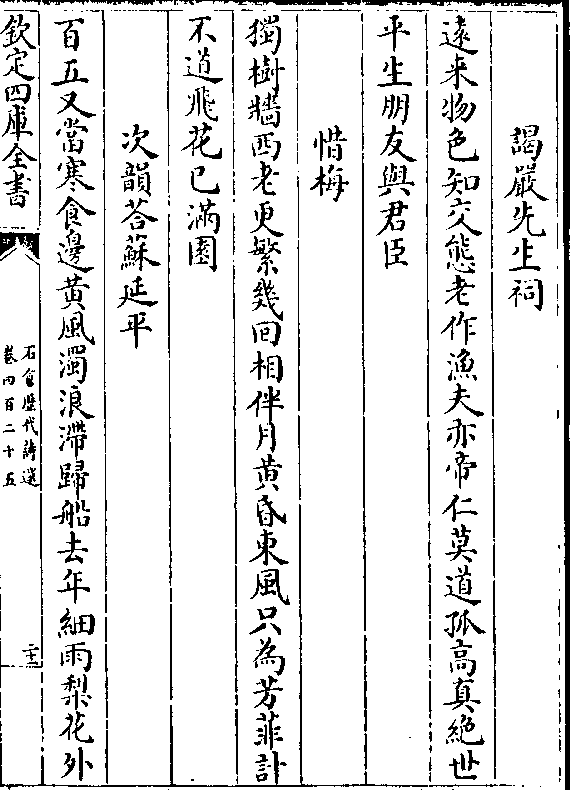 謁嚴先生祠
遠来物色知交態老作漁夫亦帝仁莫道孤高真絶世
平生朋友與君臣
惜梅
獨樹牆西老更繁幾回相伴月黄昏東風只為芳菲計
不道飛花已滿園
次韻荅蘇延平
百五又當寒食邊黄風濁浪滯歸船去年細雨梨花外
欽定四庫全書
石倉歴代詩選
卷四百二十五
二十三